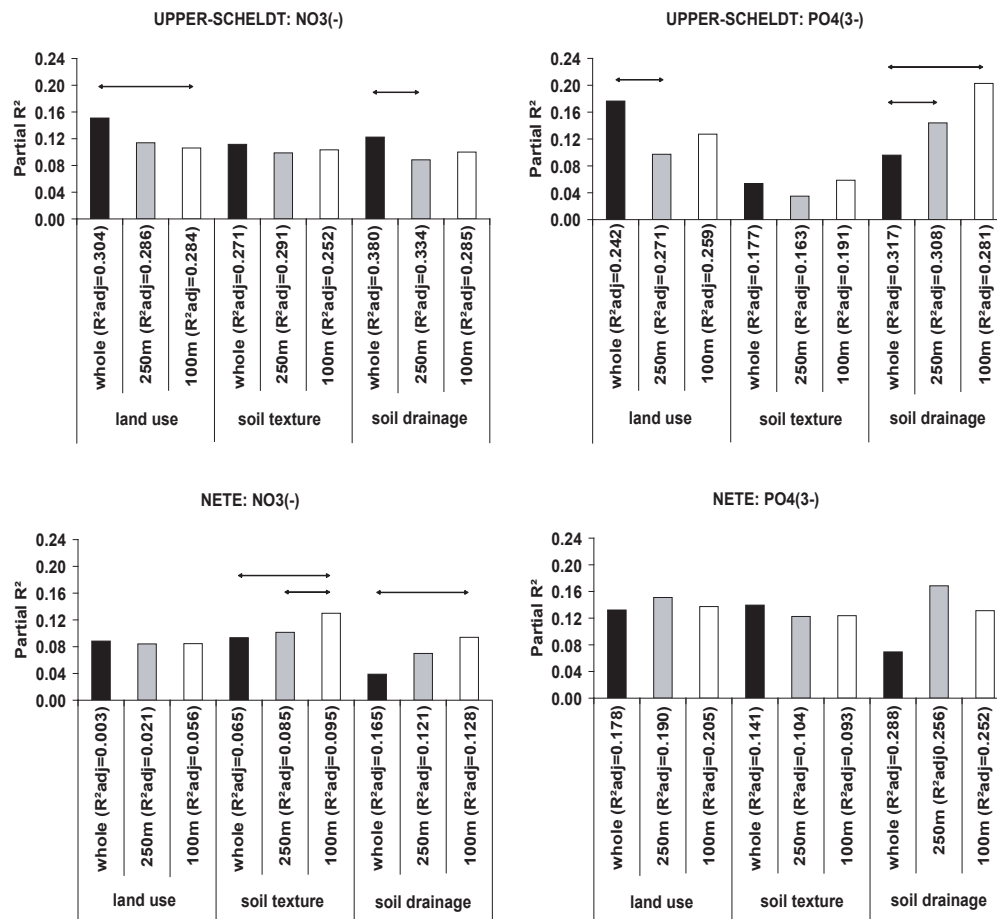 UPPER-SCHELDT: NO3(-)
Partial R²
0.24
0.20
0.16
0.12
0.08
0.04
0.00
whole (R²adj=0.304)
250m (R²adj=0.286)
100m (R²adj=0.284)
whole (R²adj=0.271)
250m (R²adj=0.291)
100m (R²adj=0.252)
whole (R²adj=0.380)
250m (R²adj=0.334)
100m (R²adj=0.285)
land use
soil texture
soil drainage
UPPER-SCHELDT: PO4(3-)
Partial R²
0.24
0.20
0.16
0.12
0.08
0.04
0.00
whole (R²adj=0.242)
250m (R²adj=0.271)
100m (R²adj=0.259)
whole (R²adj=0.177)
250m (R²adj=0.163)
100m (R²adj=0.191)
whole (R²adj=0.317)
250m (R²adj=0.308)
100m (R²adj=0.281)
land use
soil texture
soil drainage
NETE: NO3(-)
Partial R²
0.24
0.20
0.16
0.12
0.08
0.04
0.00
whole (R²adj=0.003)
250m (R²adj=0.021)
100m (R²adj=0.056)
whole (R²adj=0.065)
250m (R²adj=0.085)
100m (R²adj=0.095)
whole (R²adj=0.165)
250m (R²adj=0.121)
100m (R²adj=0.128)
land use
soil texture
soil drainage
NETE: PO4(3-)
Partial R²
0.24
0.20
0.16
0.12
0.08
0.04
0.00
whole (R²adj=0.178)
250m (R²adj=0.190)
100m (R²adj=0.205)
whole (R²adj=0.141)
250m (R²adj=0.104)
100m (R²adj=0.093)
whole (R²adj=0.288)
250m (R²adj0.256)
100m (R²adj=0.252)
land use
soil texture
soil drainage